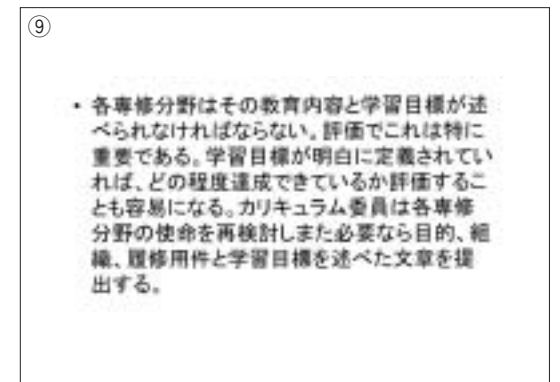 ⑨
・各専修分野はその教育内容と学習目標が述
べられなければならない。評価でこれは特に
重要である。学習目標が明白に定義されてい
れば、どの程度達成できているか評価するこ
とも容易になる。カリキュラム委員は各専修
分野の使命を再検討しまた必要なら目的、組
織、履修用件と学習目標を述べた文章を提
出する。